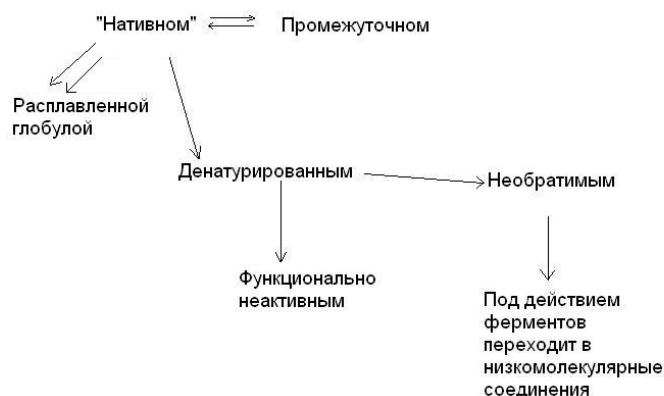 "Нативном"
Промежуточном
Расплавленной
глобулой
Денатурированным
Необратимым
Функционально
неактивным
Под действием
ферментов
переходит в
низкомолекулярные
соединения